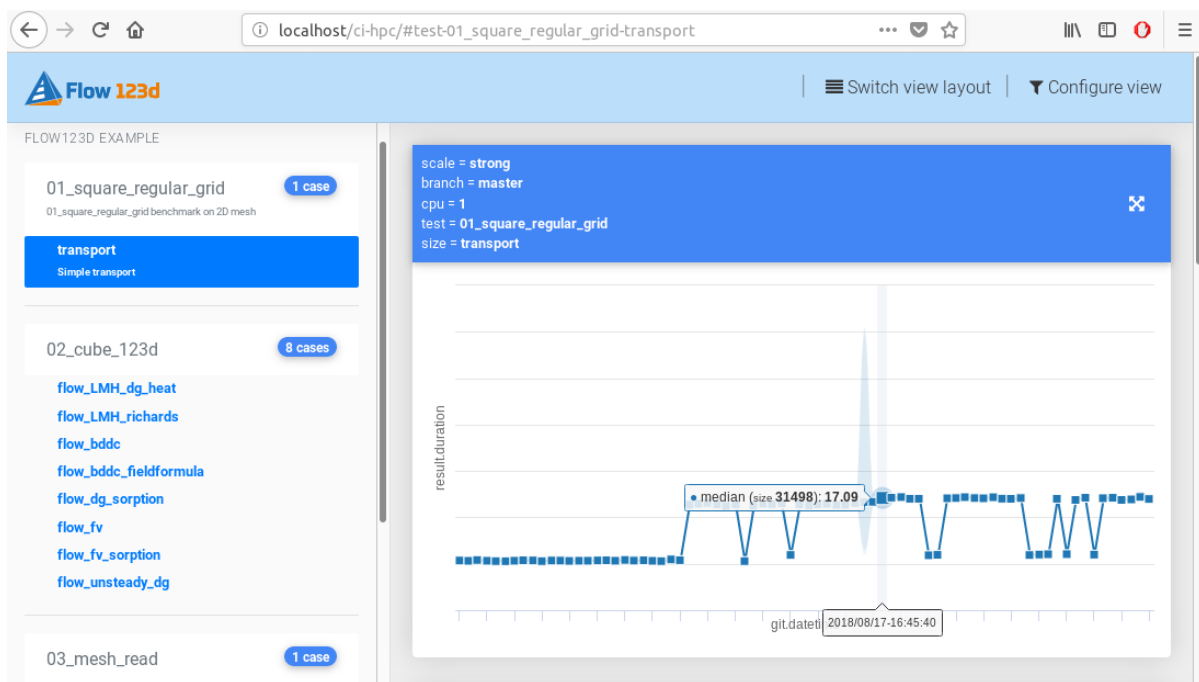 localhost/ci-hpc/#test-01_square_regular_grid-transport
Flow 123d
Switch view layout
Configure view
FLOW123D EXAMPLE
01_square_regular_grid
1 case
01_square_regular_grid benchmark on 2D mesh
transport
Simple transport
02_cube_123d
8 cases
flow_LMH_dg_heat
flow_LMH_richards
flow_bddc
flow_bddc_fieldformula
flow_dg_sorption
flow_fv
flow_fv_sorption
flow_unsteady_dg
03_mesh_read
1 case
scale = strong
branch = master
cpu = 1
test = 01_square_regular_grid
size = transport
result.duration
• median (size 31498): 17.09
git.dateti
2018/08/17-16:45:40